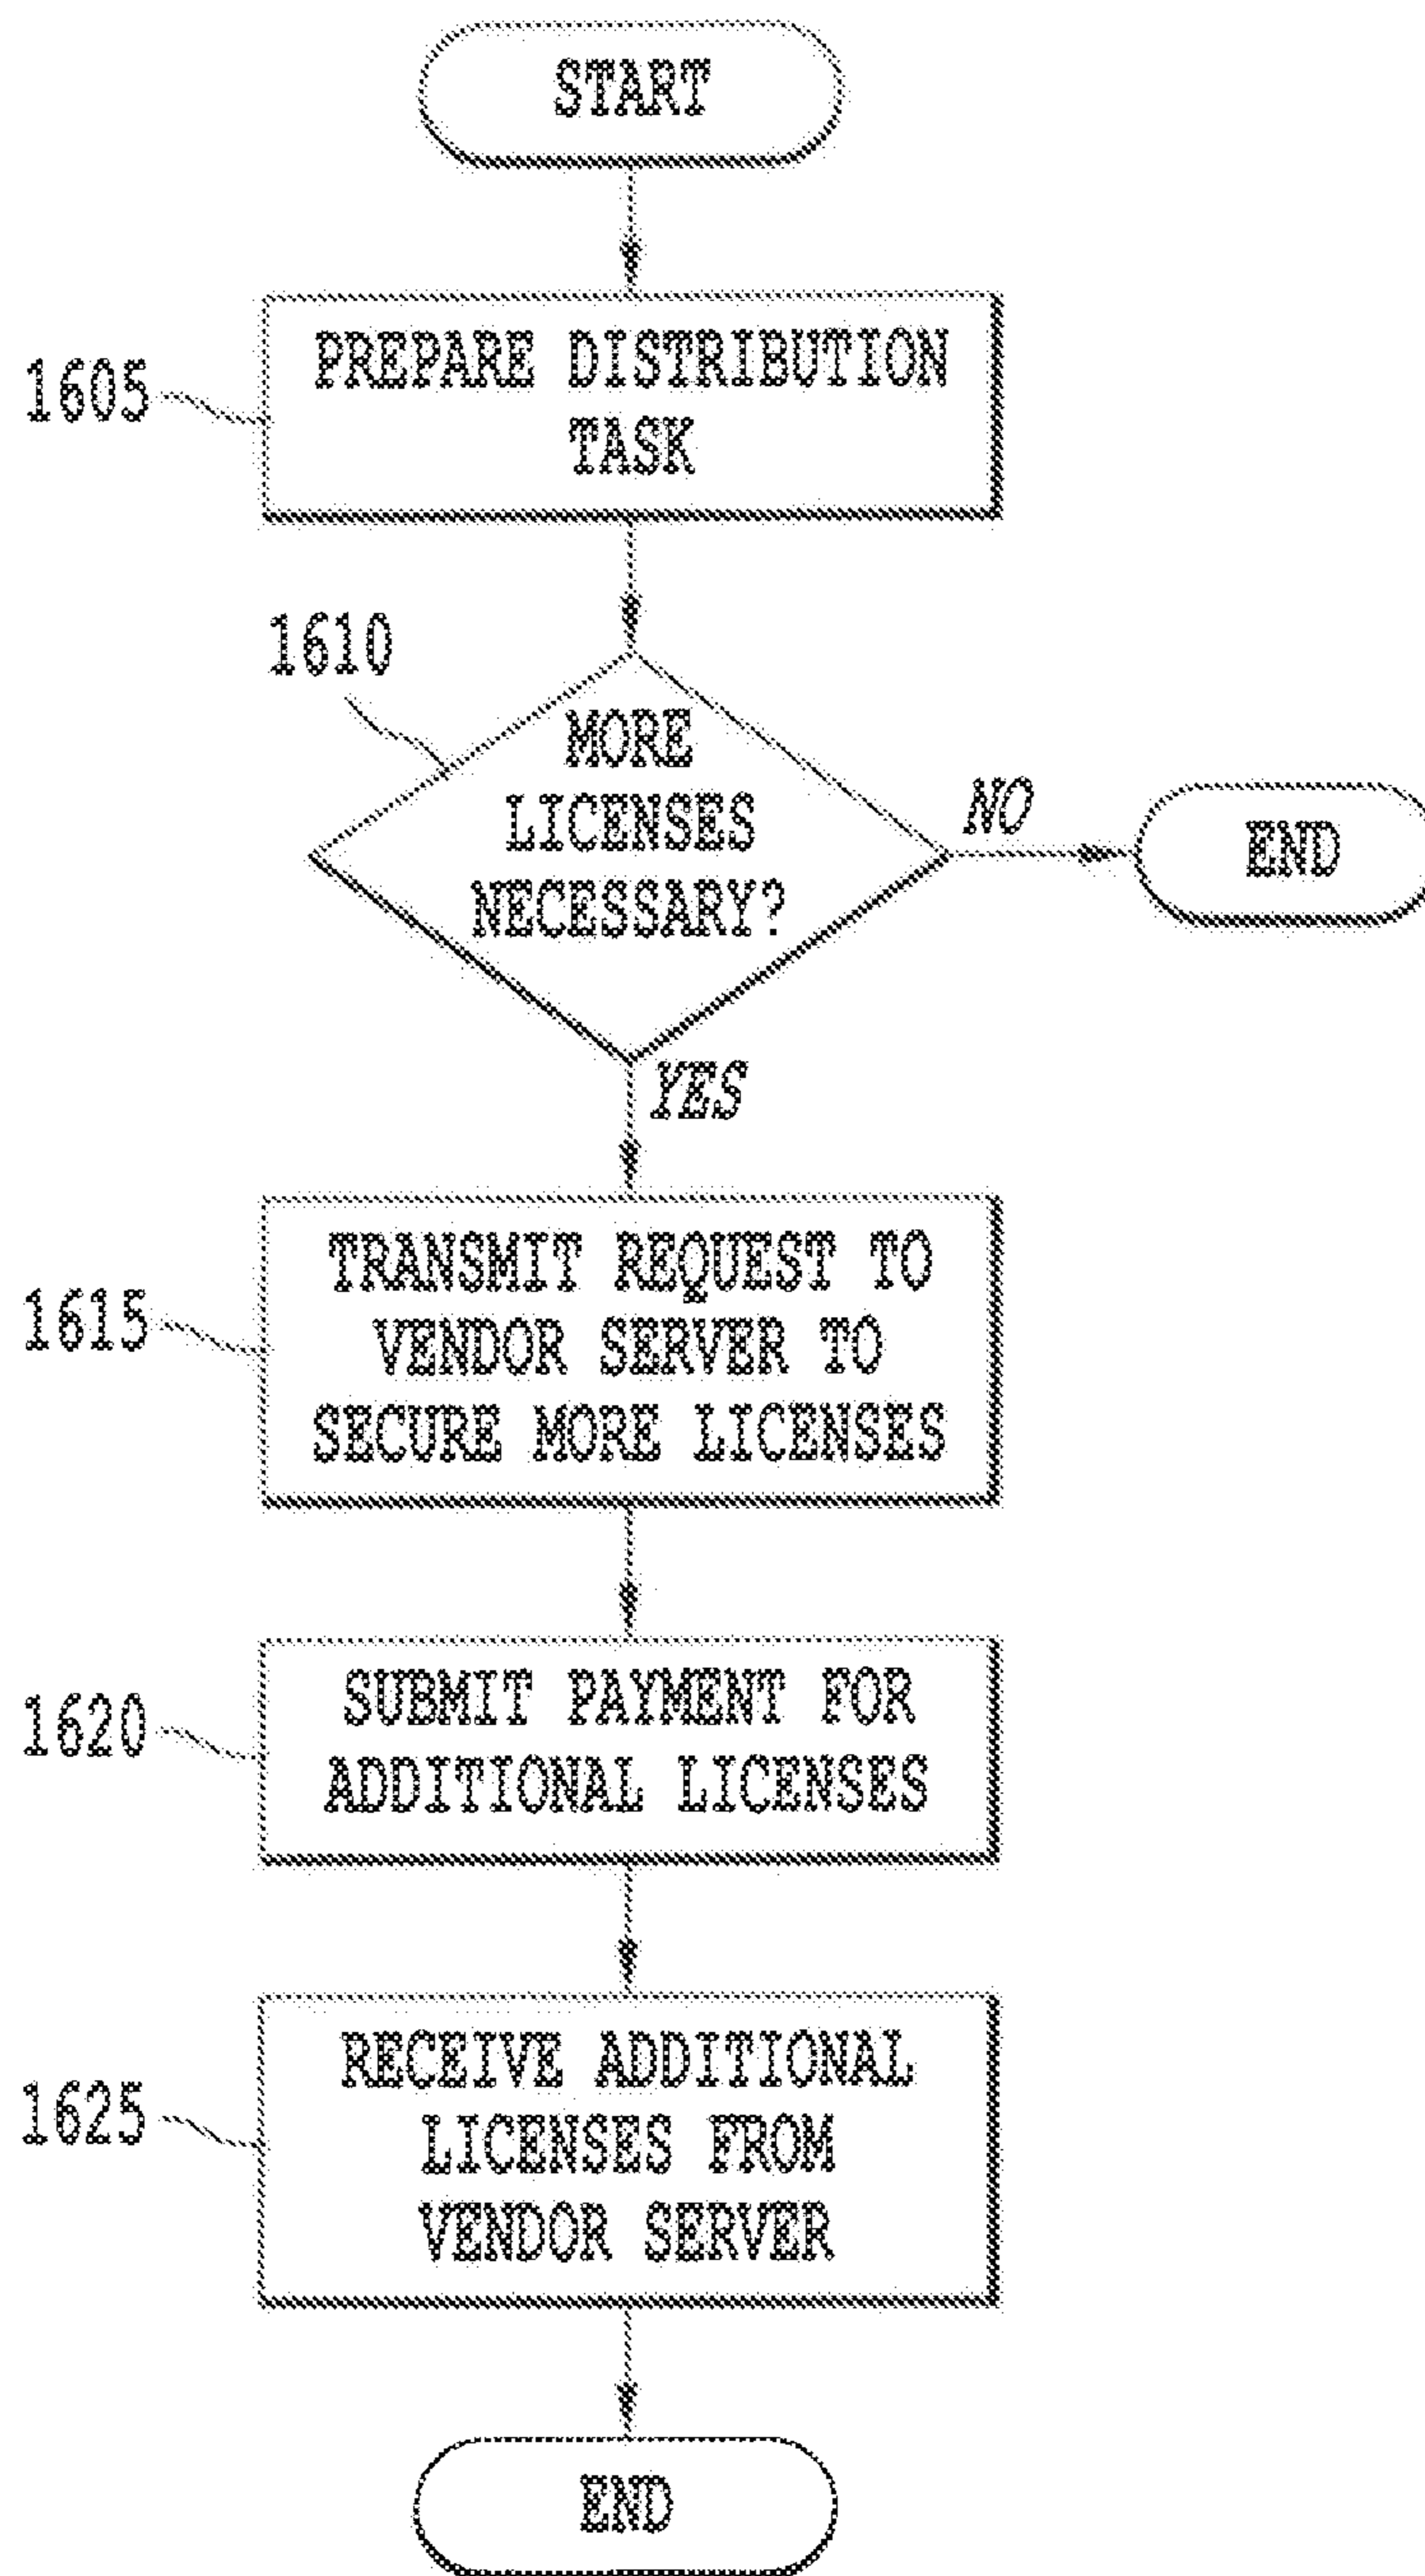 START
1605
PREPARE DISTRIBUTION
TASK
1610
MORE
LICENSES
NECESSARY?
NO
END
YES
1615
TRANSMIT REQUEST TO
VENDOR SERVER TO
SECURE MORE LICENSES
1620
SUBMIT PAYMENT FOR
ADDITIONAL LICENSES
1625
RECEIVE ADDITIONAL
LICENSES FROM
VENDOR SERVER
END